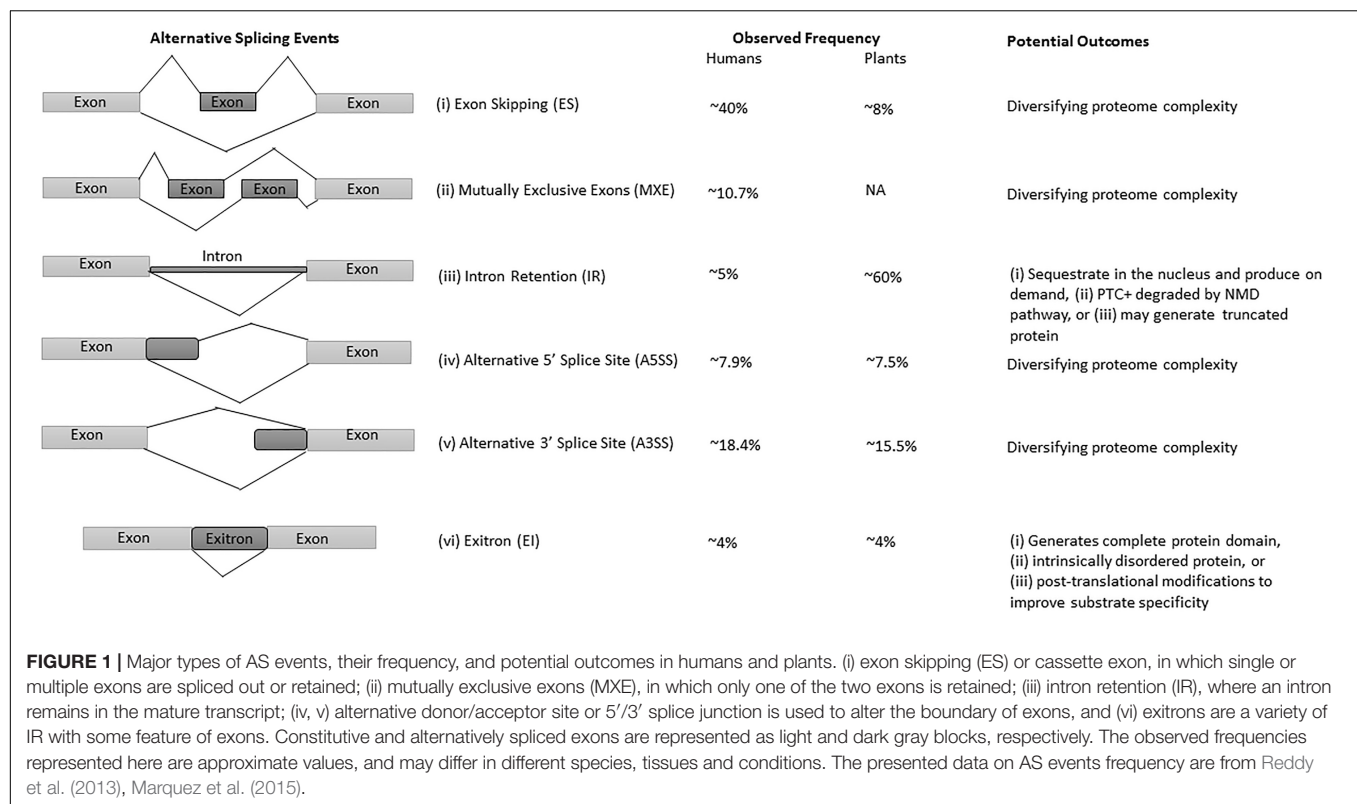 Alternative Splicing Events Observed Frequency Potential Outcomes
Humans Plants
Exon Exon Exon (i) Exon Skipping (ES) ~40% ~8% Diversifying proteome complexity
Exon Exon Exon Exon (ii) Mutually Exclusive Exons (MXE) ~10.7% NA Diversifying proteome complexity
Intron
Exon Exon (iii) Intron Retention (IR) ~5% ~60% (i) Sequestrate in the nucleus and produce on
demand, (ii) PTC+ degraded by NMD
pathway, or (iii) may generate truncated
protein
Exon Exon (iv) Alternative 5′ Splice Site (A5SS) ~7.9% ~7.5% Diversifying proteome complexity
Exon Exon (v) Alternative 3′ Splice Site (A3SS) ~18.4% ~15.5% Diversifying proteome complexity
Exon Exitron Exon (vi) Exitron (EI) ~4% ~4% (i) Generates complete protein domain,
(ii) intrinsically disordered protein, or
(iii) post-translational modifications to
improve substrate specificity
FIGURE 1 | Major types of AS events, their frequency, and potential outcomes in humans and plants. (i) exon skipping (ES) or cassette exon, in which single or
multiple exons are spliced out or retained; (ii) mutually exclusive exons (MXE), in which only one of the two exons is retained; (iii) intron retention (IR), where an intron
remains in the mature transcript; (iv, v) alternative donor/acceptor site or 5′/3′ splice junction is used to alter the boundary of exons, and (vi) exitrons are a variety of
IR with some feature of exons. Constitutive and alternatively spliced exons are represented as light and dark gray blocks, respectively. The observed frequencies
represented here are approximate values, and may differ in different species, tissues and conditions. The presented data on AS events frequency are from Reddy
et al. (2013), Marquez et al. (2015).